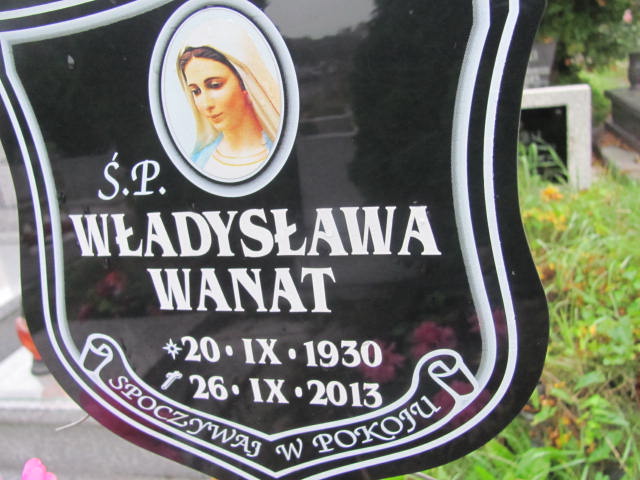 Ś.P.
WŁADYSŁAWA
WANAT
20 · IX · 1930
26 · IX · 2013
SPOCZYWAJ W POKOJU